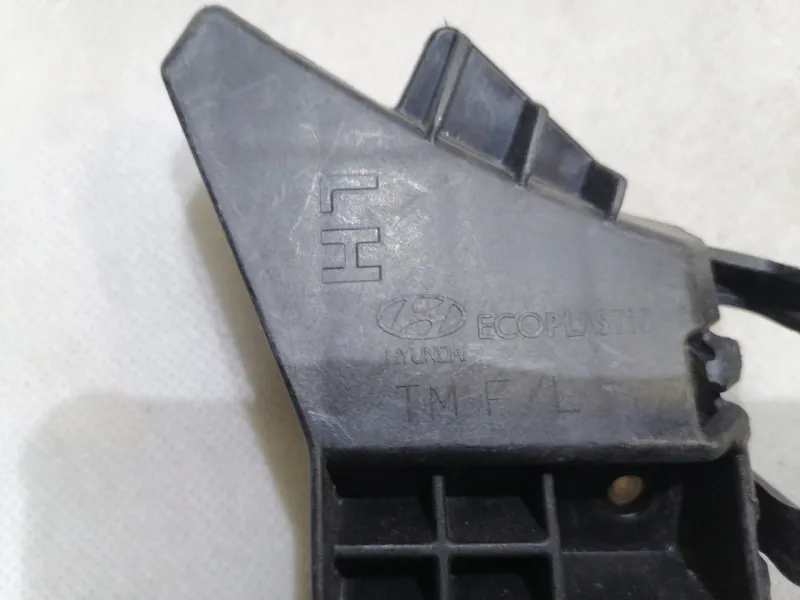 LH
ECOPLASTIC
HYUNDAI
TM F/L